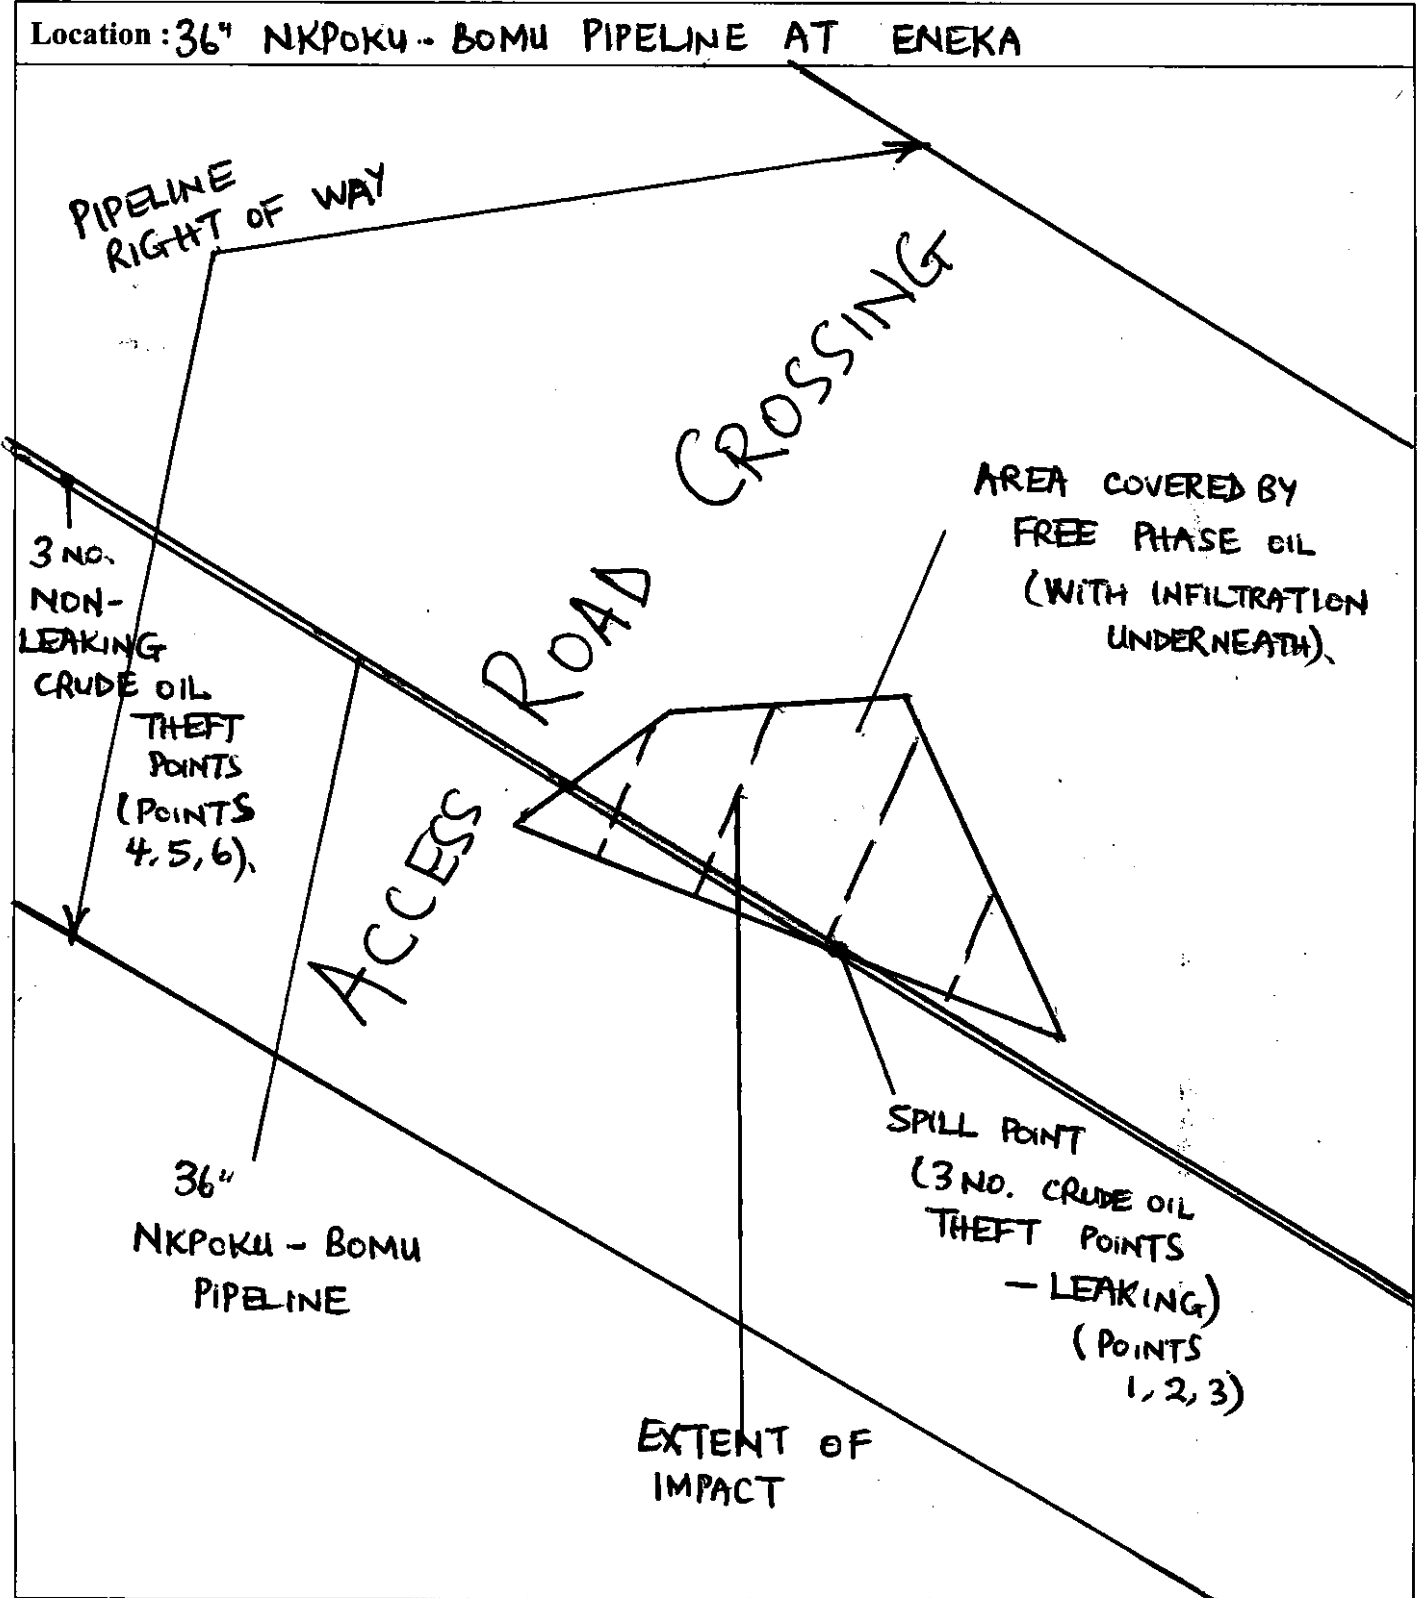 Location : 36" NKPOKU - BOMU PIPELINE AT ENEKA
PIPELINE
RIGHT OF WAY
ACCESS ROAD CROSSING
AREA COVERED BY
FREE PHASE OIL
(WITH INFILTRATION
UNDERNEATH).
3 NO.
NON-
LEAKING
CRUDE OIL
THEFT
POINTS
(POINTS
4, 5, 6).
36"
NKPOKU - BOMU
PIPELINE
SPILL POINT
(3 NO. CRUDE OIL
THEFT POINTS
- LEAKING)
(POINTS
1, 2, 3)
EXTENT OF
IMPACT